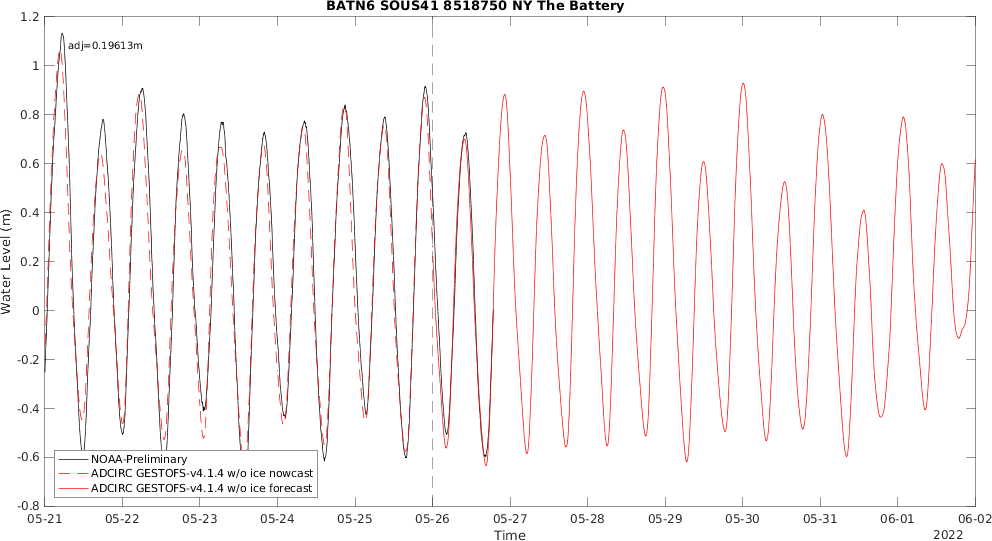 BATN6 SOUS41 8518750 NY The Battery
adj=0.19613m
1.2
1
0.8
0.6
0.4
0.2
0
-0.2
-0.4
-0.6
-0.8
Water Level (m)
NOAA-Preliminary
ADCIRC GESTOFS-v4.1.4 w/o ice nowcast
ADCIRC GESTOFS-v4.1.4 w/o ice forecast
05-21 05-22 05-23 05-24 05-25 05-26 05-27 05-28 05-29 05-30 05-31 06-01 06-02
Time
2022